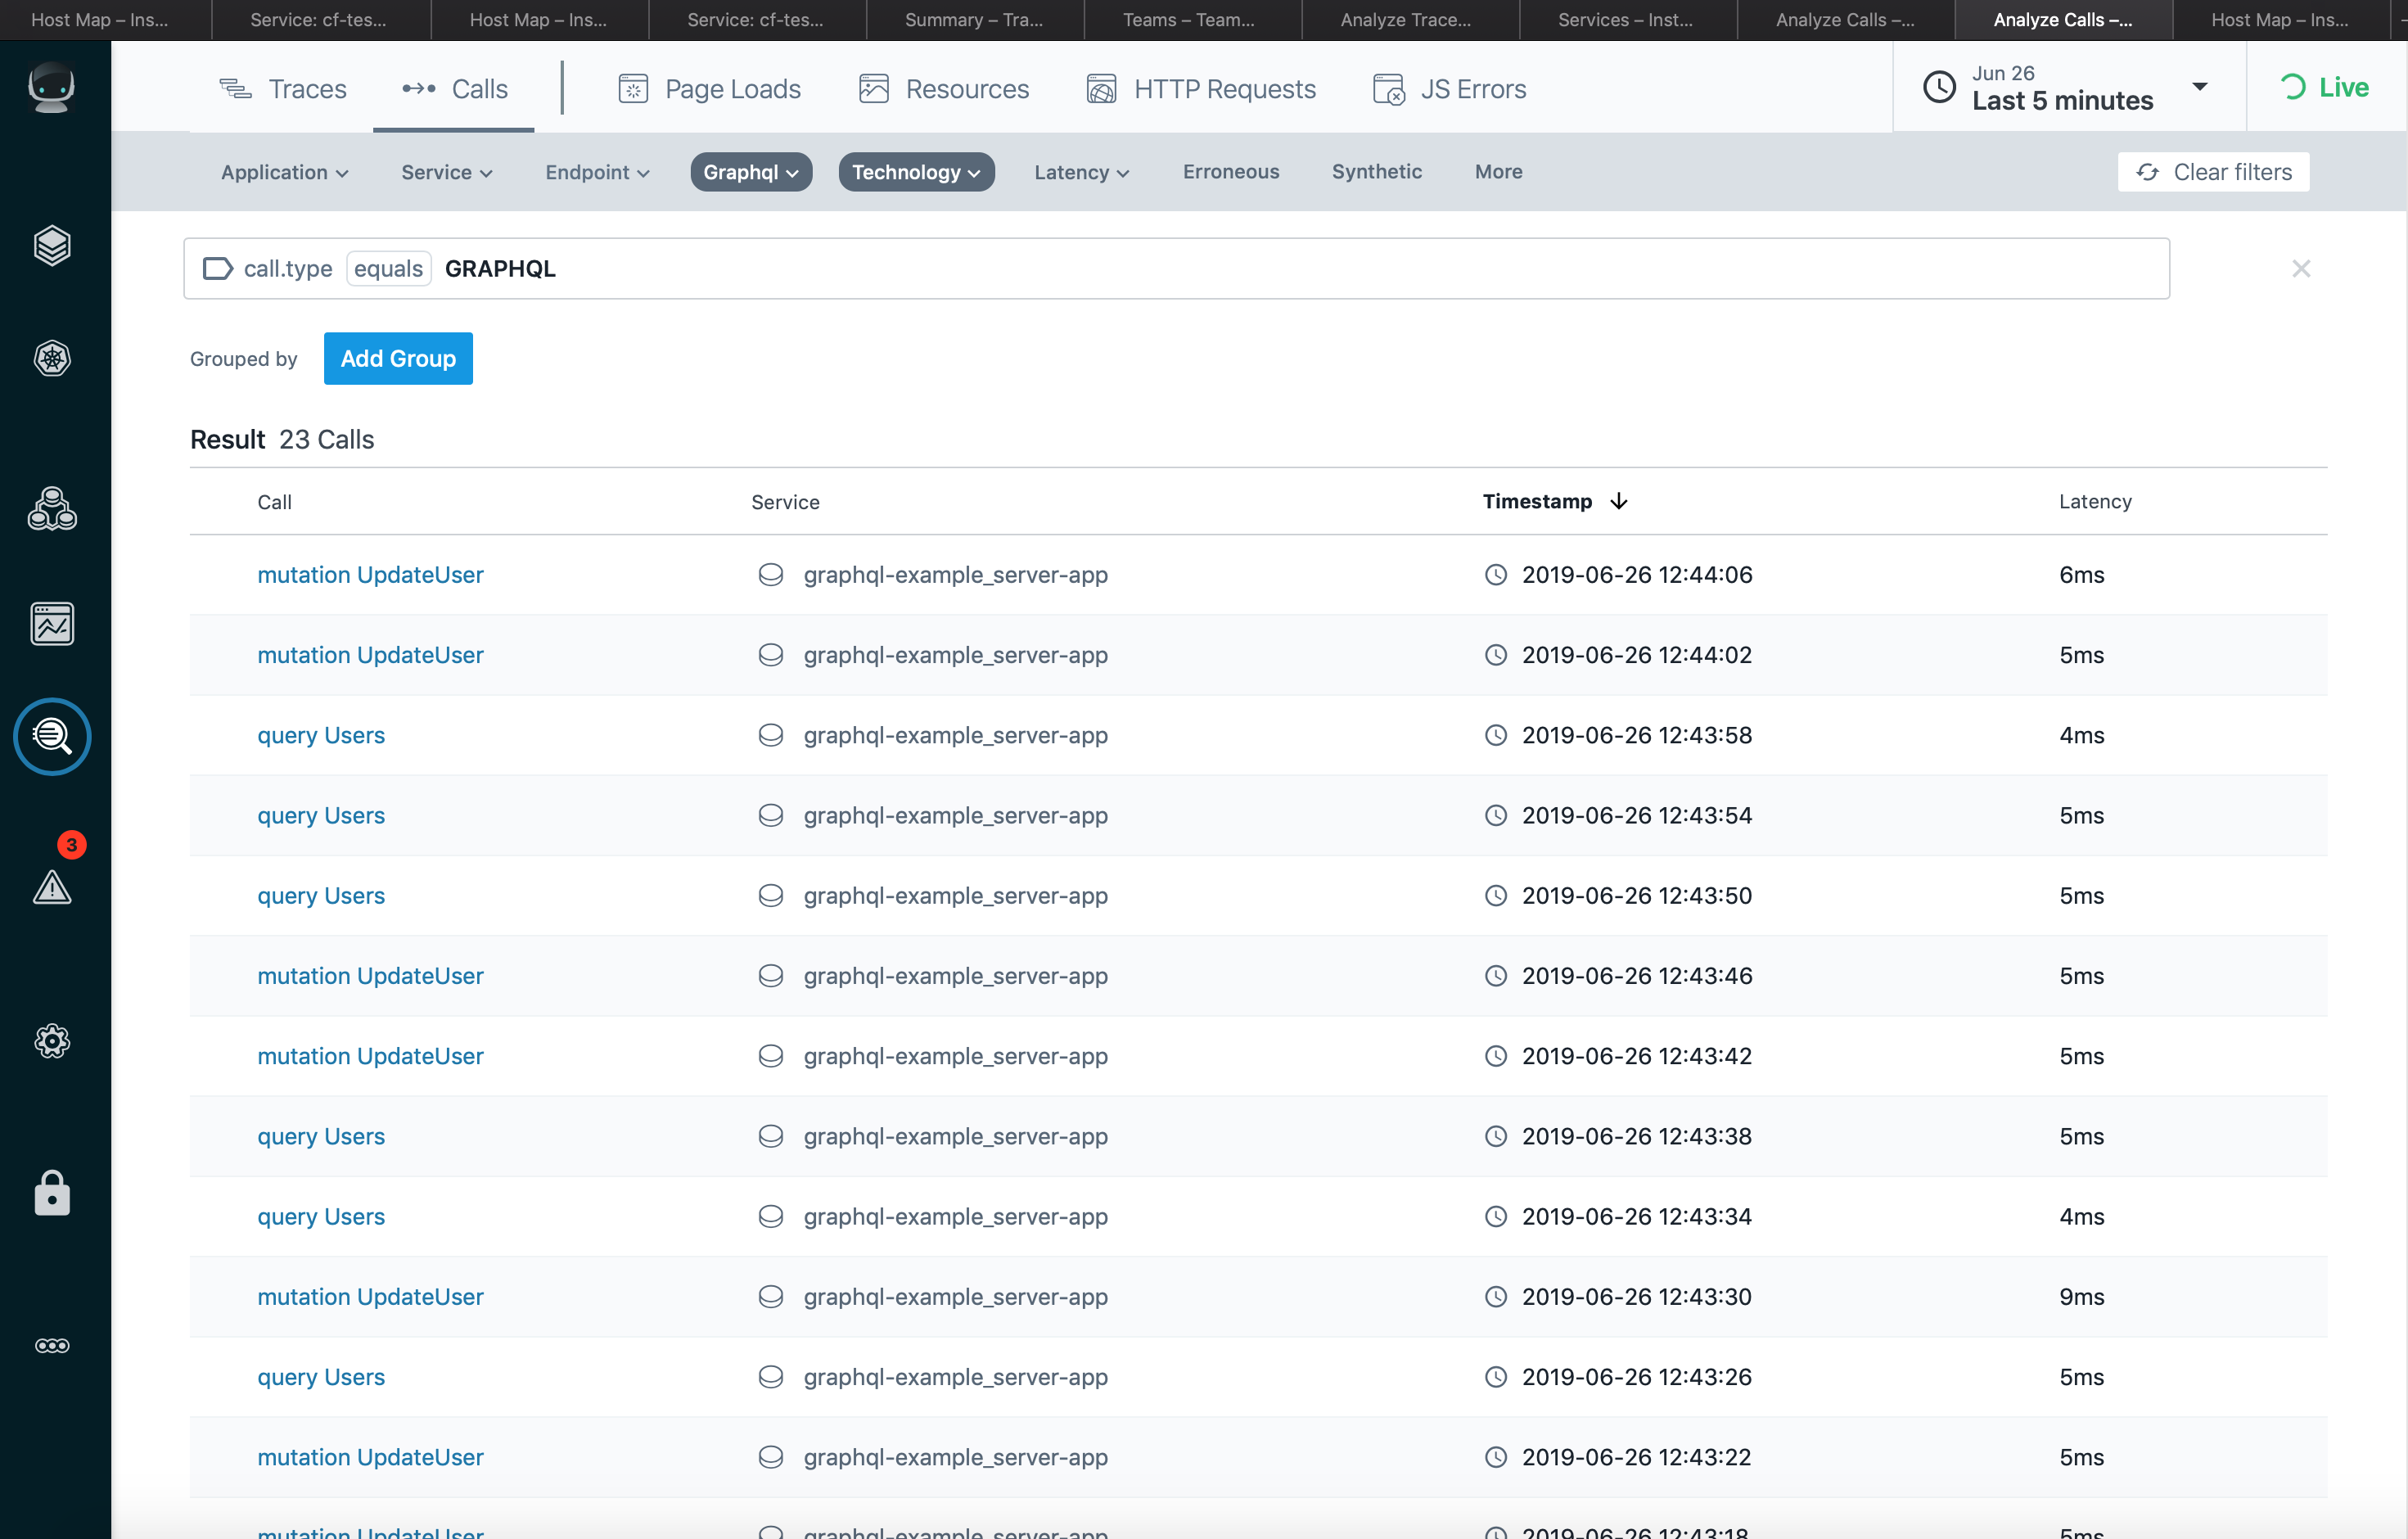 Host Map – Ins... Service: cf-tes... Host Map – Ins... Service: cf-tes... Summary – Tra... Teams – Team... Analyze Trace... Services – Inst... Analyze Calls –... Analyze Calls –... Host Map – Ins...
Traces Calls Page Loads Resources HTTP Requests JS Errors
Jun 26
Last 5 minutes
Live
Application Service Endpoint Graphql Technology Latency Erroneous Synthetic More Clear filters
call.type equals GRAPHQL
Grouped by Add Group
Result 23 Calls
Call Service Timestamp Latency
mutation UpdateUser graphql-example_server-app 2019-06-26 12:44:06 6ms
mutation UpdateUser graphql-example_server-app 2019-06-26 12:44:02 5ms
query Users graphql-example_server-app 2019-06-26 12:43:58 4ms
query Users graphql-example_server-app 2019-06-26 12:43:54 5ms
3
query Users graphql-example_server-app 2019-06-26 12:43:50 5ms
mutation UpdateUser graphql-example_server-app 2019-06-26 12:43:46 5ms
mutation UpdateUser graphql-example_server-app 2019-06-26 12:43:42 5ms
query Users graphql-example_server-app 2019-06-26 12:43:38 5ms
query Users graphql-example_server-app 2019-06-26 12:43:34 4ms
mutation UpdateUser graphql-example_server-app 2019-06-26 12:43:30 9ms
query Users graphql-example_server-app 2019-06-26 12:43:26 5ms
mutation UpdateUser graphql-example_server-app 2019-06-26 12:43:22 5ms
mutation UpdateUser graphql-example_server-app 2019-06-26 12:43:18 5ms